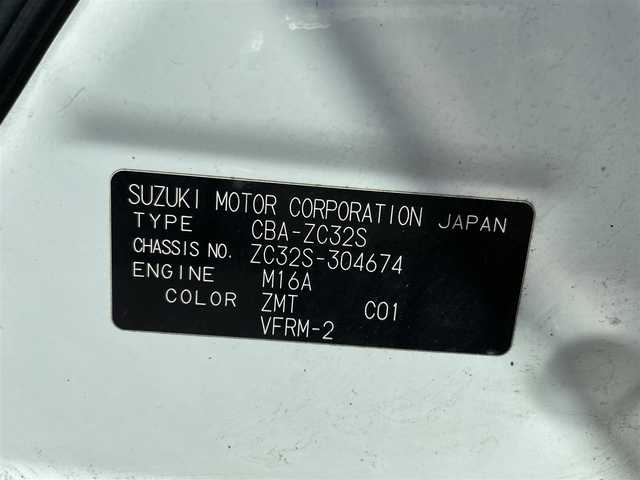 SUZUKI MOTOR CORPORATION JAPAN
TYPE CBA-ZC32S
CHASSIS NO. ZC32S-304674
ENGINE M16A
COLOR ZMT C01
VFRM-2